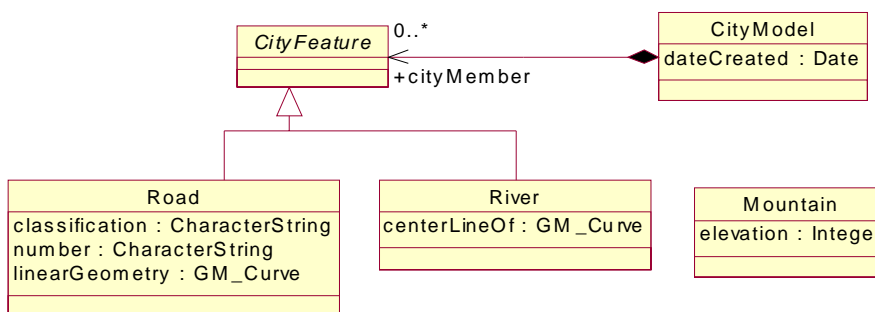 CityFeature
0..*
+cityMember
CityModel
dateCreated : Date
Road
classification : CharacterString
number : CharacterString
linearGeometry : GM_Curve
River
centerLineOf : GM_Curve
Mountain
elevation : Intege